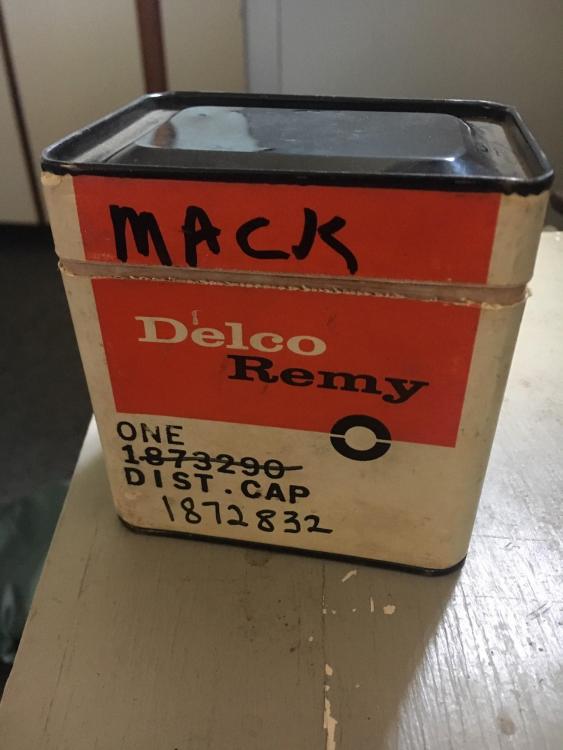 MACK
Delco
Remy
ONE
1873290
DIST. CAP
1872832